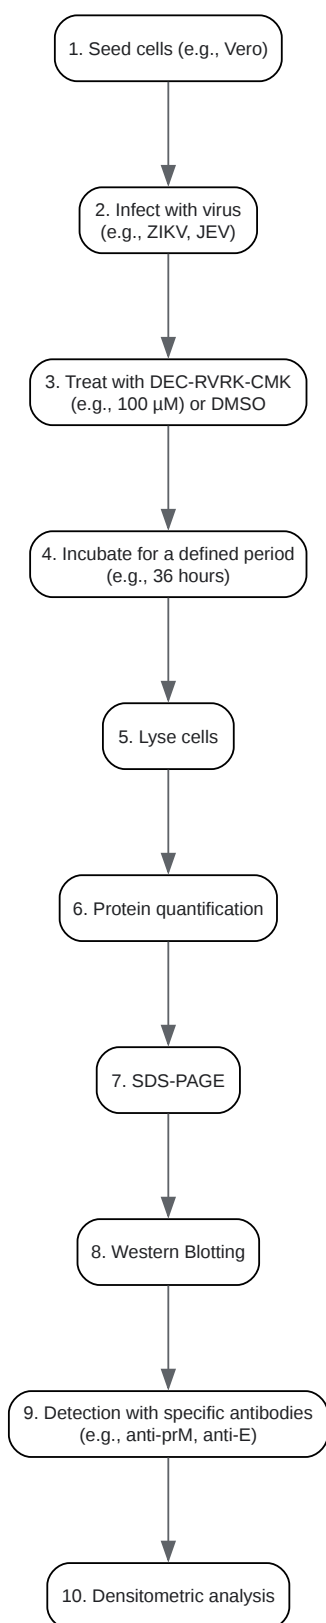 1. Seed cells (e.g., Vero)
2. Infect with virus
(e.g., ZIKV, JEV)
3. Treat with DEC-RVRK-CMK
(e.g., 100 µM) or DMSO
4. Incubate for a defined period
(e.g., 36 hours)
5. Lyse cells
6. Protein quantification
7. SDS-PAGE
8. Western Blotting
9. Detection with specific antibodies
(e.g., anti-prM, anti-E)
10. Densitometric analysis